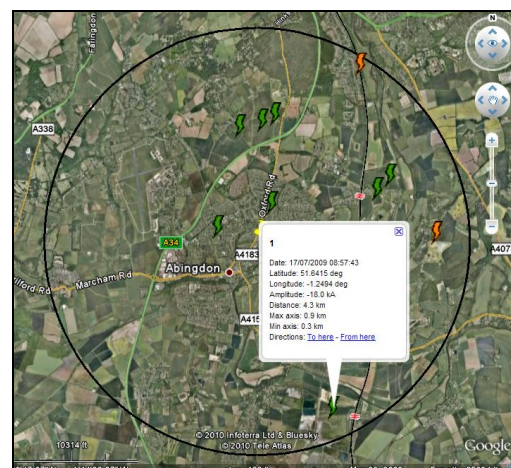 Hinks
Faringdon
N
A338
Oxford Rd
A34
A4183
A407
Abingdon
Marcham Rd
A415
1
Date: 17/07/2009 08:57:43
Latitude: 51.6415 deg
Longitude: -1.2494 deg
Amplitude: -18.0 kA
Distance: 4.3 km
Max axis: 0.9 km
Min axis: 0.3 km
Directions: To here - From here
© 2010 Infoterra Ltd & Bluesky
© 2010 Tele Atlas
10314 ft
Google